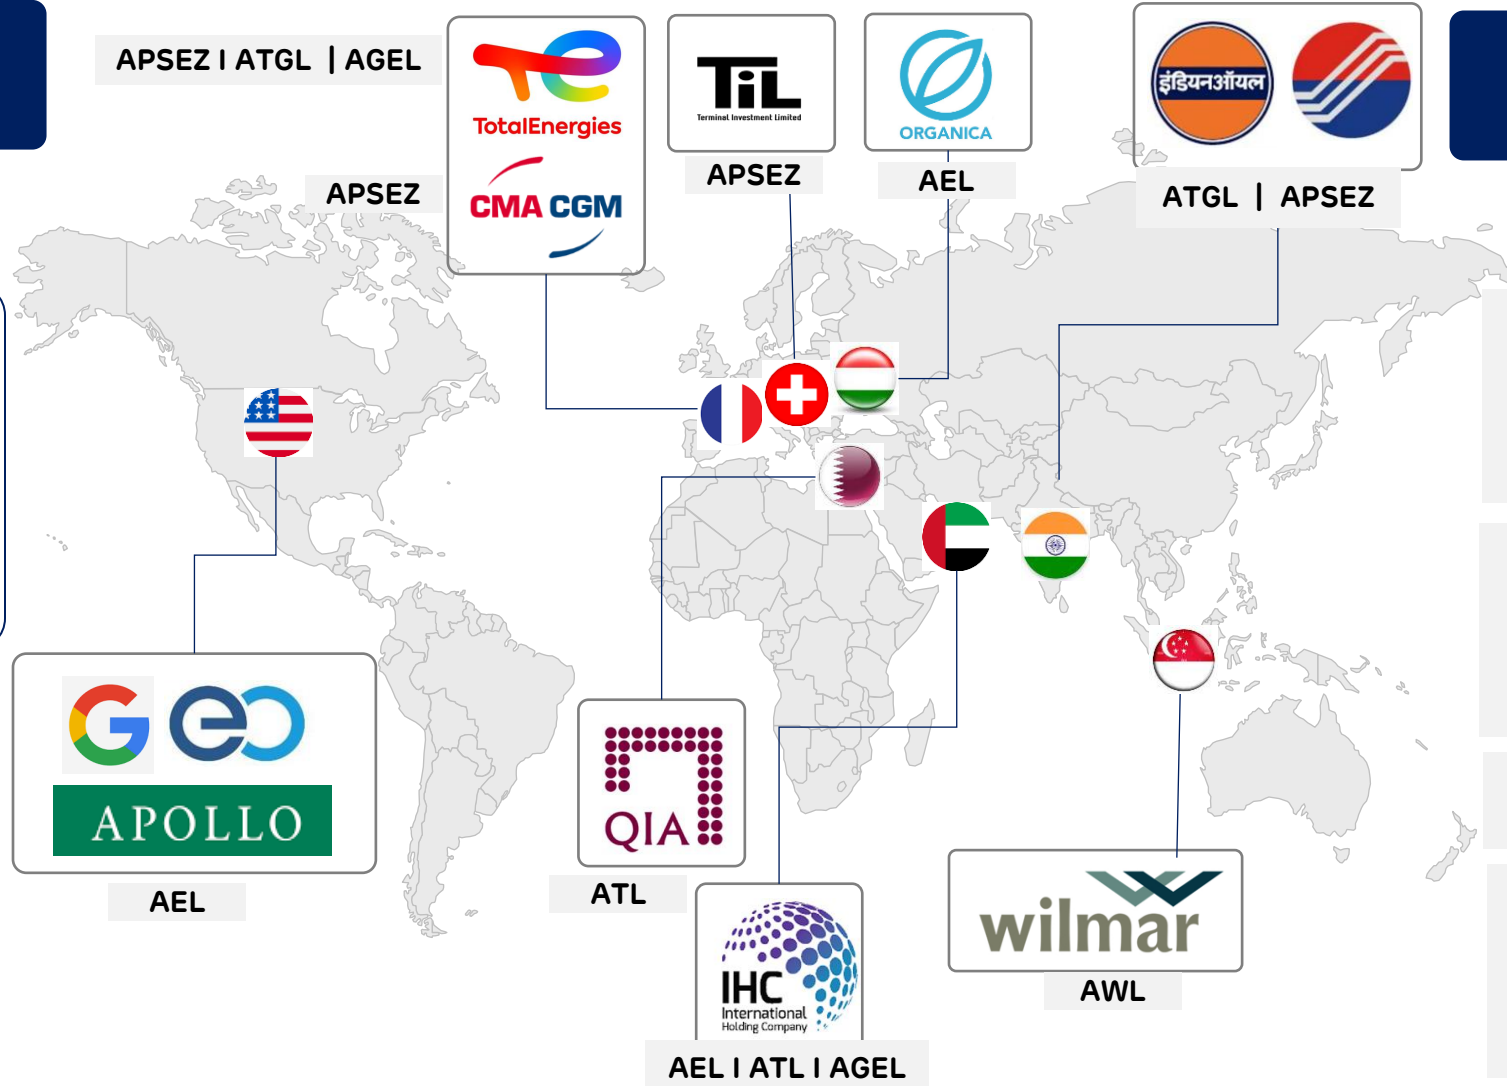 APSEZ I ATGL | AGEL
TotalEnergies
APSEZ
CMA CGM
TiL
Terminal Investment Limited
APSEZ
ORGANICA
AEL
इंडियनऑयल
ATGL | APSEZ
G eo
APOLLO
AEL
QIA
ATL
IHC
International
Holding Company
AEL I ATL I AGEL
wilmar
AWL